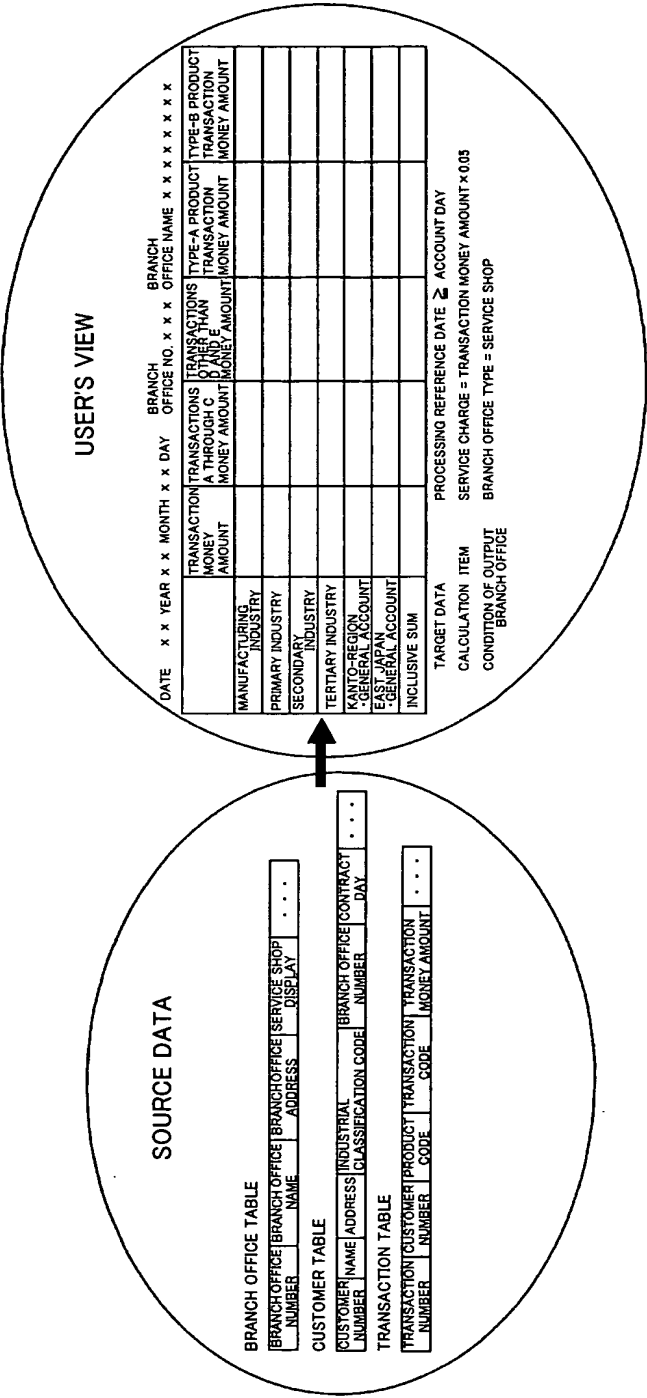 SOURCE DATA
BRANCH OFFICE TABLE
BRANCH OFFICE NUMBER
BRANCH OFFICE NAME
BRANCH OFFICE ADDRESS
SERVICE SHOP DISPLAY
· · ·
CUSTOMER TABLE
CUSTOMER NUMBER
NAME
ADDRESS
INDUSTRIAL CLASSIFICATION CODE
BRANCH OFFICE NUMBER
CONTRACT DAY
· · ·
TRANSACTION TABLE
TRANSACTION NUMBER
CUSTOMER NUMBER
PRODUCT CODE
TRANSACTION CODE
TRANSACTION MONEY AMOUNT
· · ·
USER'S VIEW
DATE x x YEAR x x MONTH x x DAY
BRANCH OFFICE NO. x x x
BRANCH OFFICE NAME x x x x x x x x x
TRANSACTION MONEY AMOUNT
TRANSACTIONS A THROUGH C MONEY AMOUNT
TRANSACTIONS OTHER THAN D AND E MONEY AMOUNT
TYPE-A PRODUCT TRANSACTION MONEY AMOUNT
TYPE-B PRODUCT TRANSACTION MONEY AMOUNT
MANUFACTURING INDUSTRY
PRIMARY INDUSTRY
SECONDARY INDUSTRY
TERTIARY INDUSTRY
KANTO-REGION ·GENERAL ACCOUNT
EAST JAPAN ·GENERAL ACCOUNT
INCLUSIVE SUM
TARGET DATA PROCESSING REFERENCE DATE ≧ ACCOUNT DAY
CALCULATION ITEM SERVICE CHARGE = TRANSACTION MONEY AMOUNT x 0.05
CONDITION OF OUTPUT BRANCH OFFICE BRANCH OFFICE TYPE = SERVICE SHOP